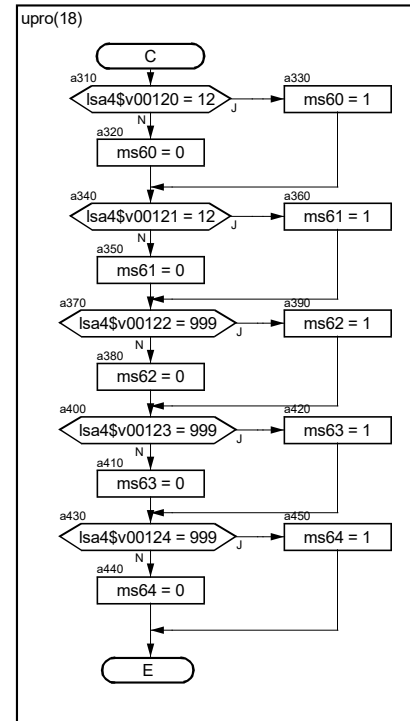 upro(18)
C
a310
lsa4$v00120 = 12
J
N
a330
ms60 = 1
a320
ms60 = 0
a340
lsa4$v00121 = 12
J
N
a360
ms61 = 1
a350
ms61 = 0
a370
lsa4$v00122 = 999
J
N
a390
ms62 = 1
a380
ms62 = 0
a400
lsa4$v00123 = 999
J
N
a420
ms63 = 1
a410
ms63 = 0
a430
lsa4$v00124 = 999
J
N
a450
ms64 = 1
a440
ms64 = 0
E